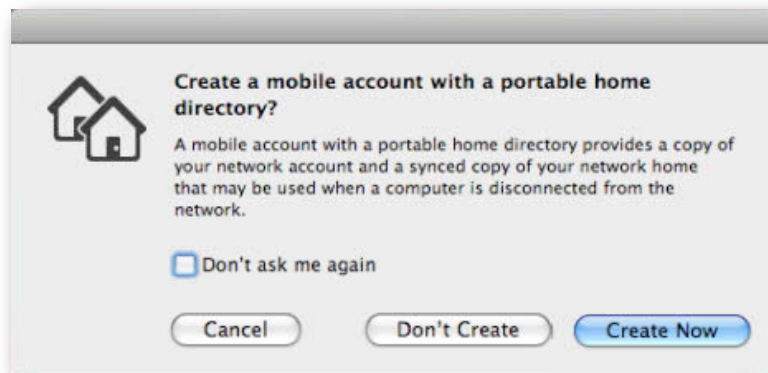 Create a mobile account with a portable home
directory?
A mobile account with a portable home directory provides a copy of
your network account and a synced copy of your network home
that may be used when a computer is disconnected from the
network.
Don't ask me again
Cancel
Don't Create
Create Now